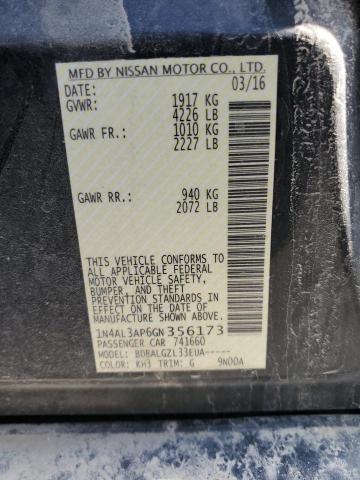 MFD BY NISSAN MOTOR CO., LTD.
DATE: 03/16
GVWR: 1917 KG
4226 LB
GAWR FR: 1010 KG
2227 LB
GAWR RR: 940 KG
2072 LB
THIS VEHICLE CONFORMS TO
ALL APPLICABLE FEDERAL
MOTOR VEHICLE SAFETY,
BUMPER, AND THEFT
PREVENTION STANDARDS IN
EFFECT ON THE DATE OF
MANUFACTURE SHOWN ABOVE.
1N4AL3AP6GN356173
PASSENGER CAR 741660
MODEL: BDBALGZL33EUA-----
COLOR: KH3 TRIM: G 9N00A